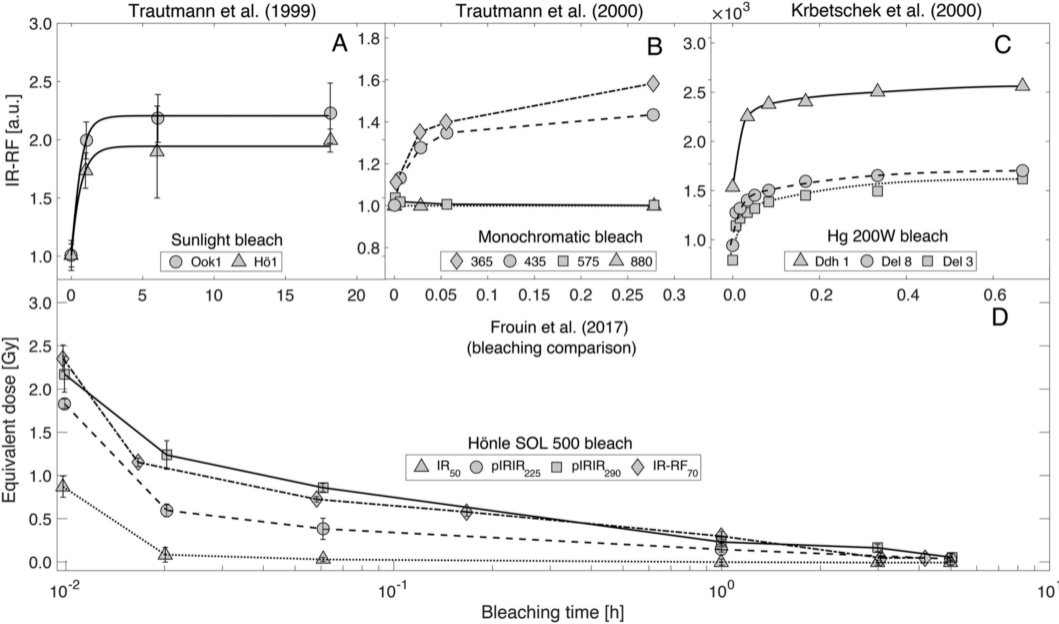 Trautmann et al. (1999)
Trautmann et al. (2000)
Krbetschek et al. (2000)
IR-RF [a.u.]
3.0
2.5
2.0
1.5
1.0
A
Sunlight bleach
Ook1 Hö1
0 5 10 15 20
1.8
1.6
1.4
1.2
1.0
0.8
B
Monochromatic bleach
365 435 575 880
0 0.05 0.1 0.15 0.2 0.25 0.3
×10³
3.0
2.5
2.0
1.5
1.0
C
Hg 200W bleach
Ddh 1 Del 8 Del 3
0.0 0.2 0.4 0.6
D
Frouin et al. (2017)
(bleaching comparison)
Equivalent dose [Gy]
3.0
2.5
2.0
1.5
1.0
0.5
0.0
Hönle SOL 500 bleach
IR₅₀ pIRIR₂₂₅ pIRIR₂₉₀ IR-RF₇₀
10⁻² 10⁻¹ 10⁰ 10¹
Bleaching time [h]